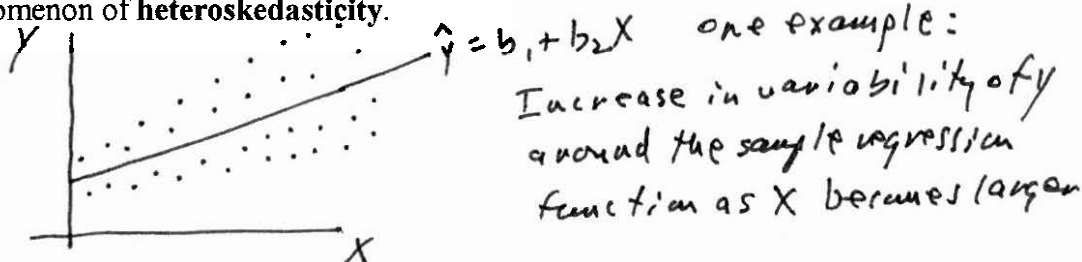 omenon of heteroskedasticity.
Y
ŷ = b₁ + b₂X one example:
Increase in variability of y
around the sample regression
function as X becomes larger
X